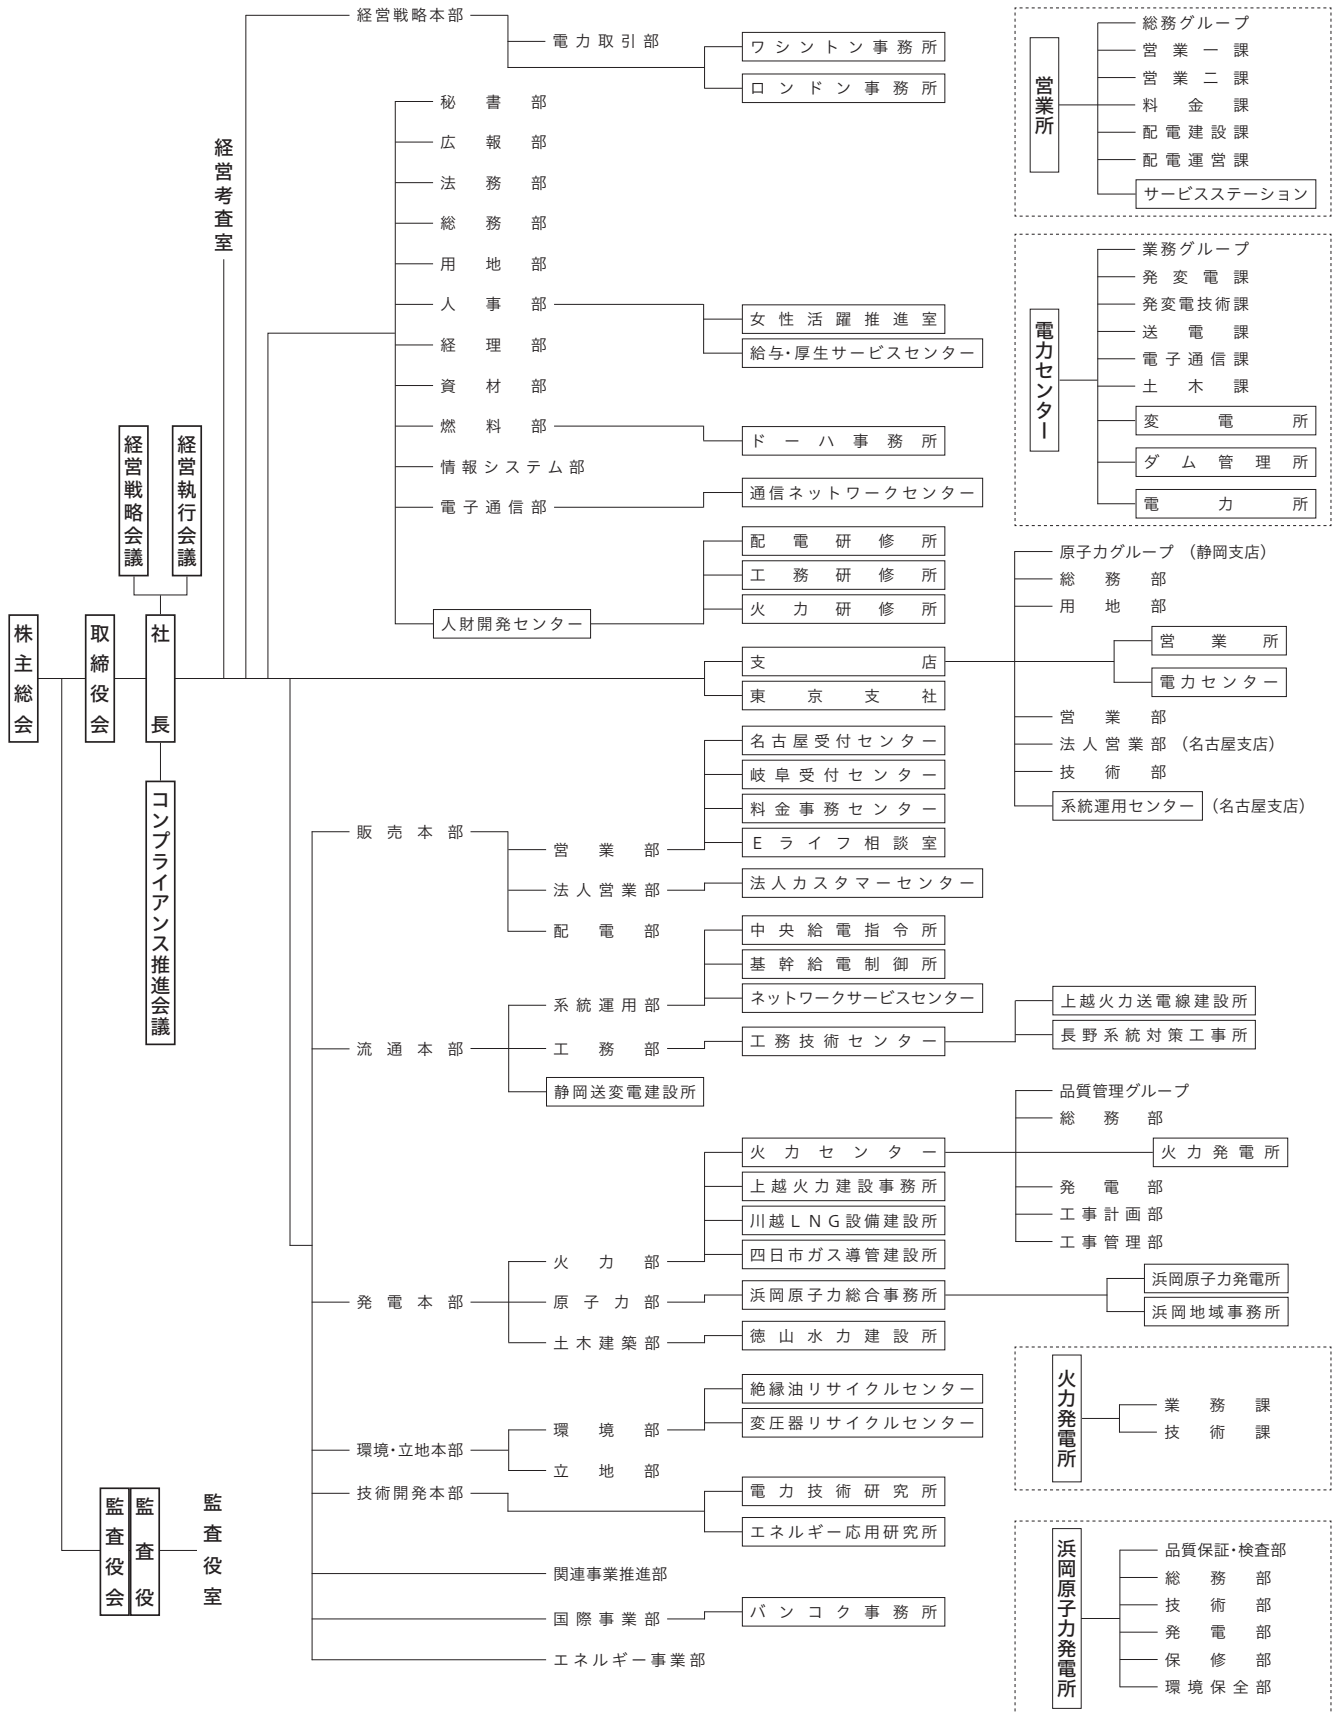 株主総会
取締役会
社長
経営戦略会議
経営執行会議
コンプライアンス推進会議
監査役会
監査役
監査役室
経営考査室
経営戦略本部
電力取引部
ワシントン事務所
ロンドン事務所
秘書部
広報部
法務部
総務部
用地部
人事部
女性活躍推進室
給与・厚生サービスセンター
経理部
資材部
燃料部
ドーハ事務所
情報システム部
電子通信部
通信ネットワークセンター
人財開発センター
配電研修所
工務研修所
火力研修所
支店
東京支社
原子力グループ（静岡支店）
総務部
用地部
営業所
電力センター
営業部
法人営業部（名古屋支店）
技術部
系統運用センター（名古屋支店）
販売本部
営業部
名古屋受付センター
岐阜受付センター
料金事務センター
Eライフ相談室
法人営業部
法人カスタマーセンター
配電部
流通本部
系統運用部
中央給電指令所
基幹給電制御所
ネットワークサービスセンター
工務部
工務技術センター
上越火力送電線建設所
長野系統対策工事所
静岡送変電建設所
発電本部
火力部
火力センター
品質管理グループ
総務部
火力発電所
発電部
工事計画部
工事管理部
上越火力建設事務所
川越LNG設備建設所
四日市ガス導管建設所
原子力部
浜岡原子力総合事務所
浜岡原子力発電所
浜岡地域事務所
土木建築部
徳山水力建設所
環境・立地本部
環境部
絶縁油リサイクルセンター
変圧器リサイクルセンター
立地部
技術開発本部
電力技術研究所
エネルギー応用研究所
関連事業推進部
国際事業部
バンコク事務所
エネルギー事業部
営業所
総務グループ
営業一課
営業二課
料金課
配電建設課
配電運営課
サービスステーション
電力センター
業務グループ
発変電課
発変電技術課
送電課
電子通信課
土木課
変電所
ダム管理所
電力所
火力発電所
業務課
技術課
浜岡原子力発電所
品質保証・検査部
総務部
技術部
発電部
保修部
環境保全部